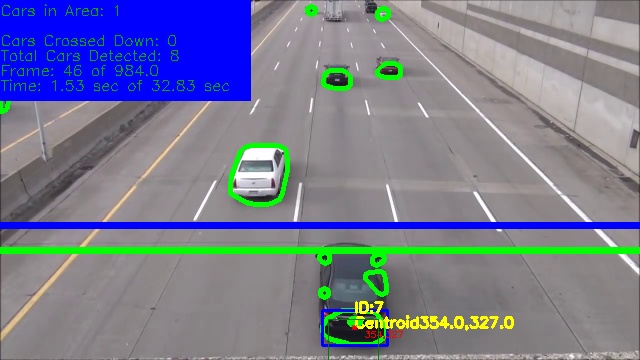 Cars in Area: 1
Cars Crossed Down: 0
Total Cars Detected: 8
Frame: 46 of 984.0
Time: 1.53 sec of 32.83 sec
ID:7
Centroid354.0,327.0